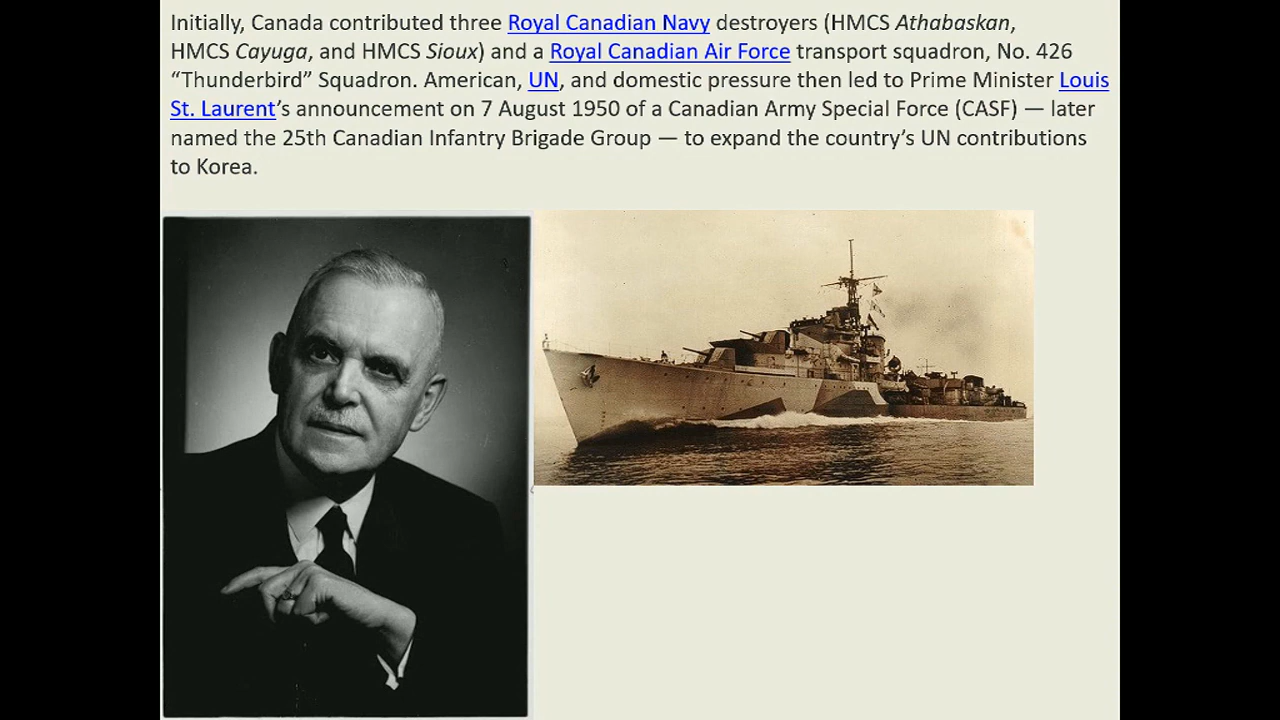 Initially, Canada contributed three Royal Canadian Navy destroyers (HMCS Athabaskan,
HMCS Cayuga, and HMCS Sioux) and a Royal Canadian Air Force transport squadron, No. 426
“Thunderbird” Squadron. American, UN, and domestic pressure then led to Prime Minister Louis
St. Laurent’s announcement on 7 August 1950 of a Canadian Army Special Force (CASF) — later
named the 25th Canadian Infantry Brigade Group — to expand the country’s UN contributions
to Korea.